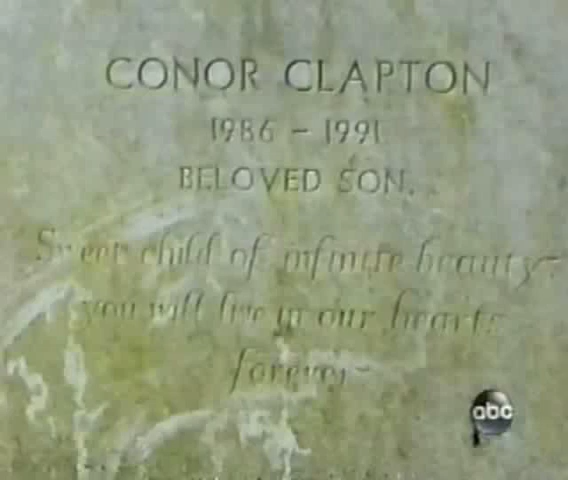 CONOR CLAPTON
1986 – 1991
BELOVED SON.
Sweet child of infinite beauty -
you will live in our hearts
forever -
abc